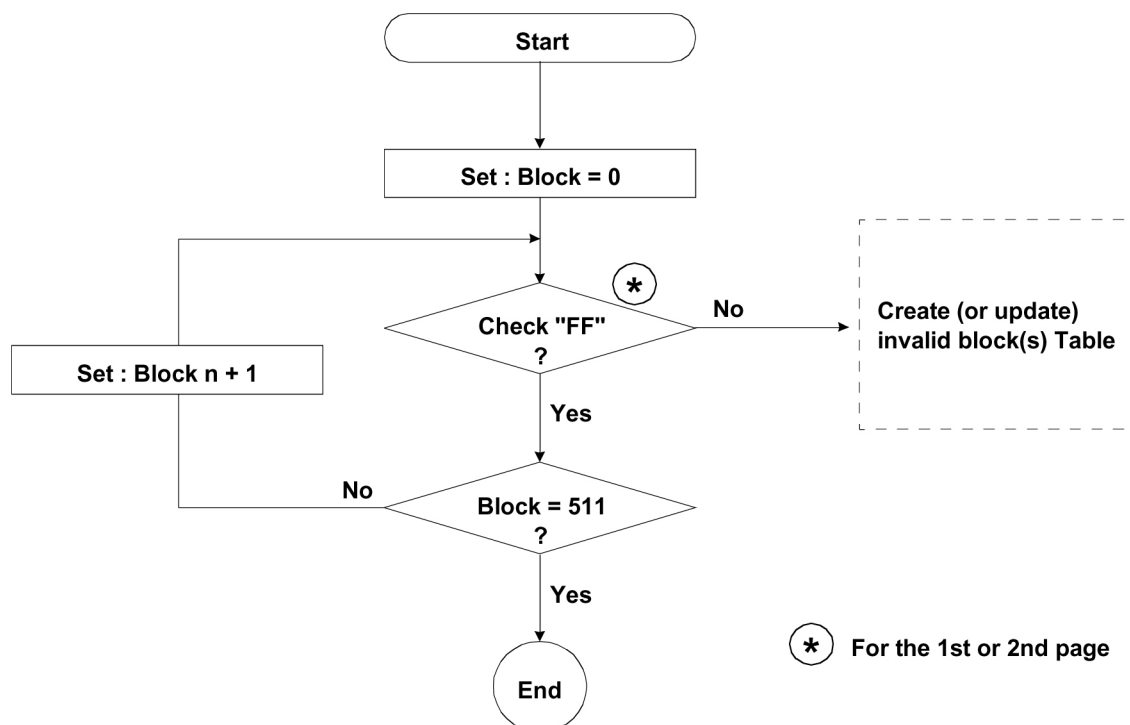 Start
Set : Block = 0
*
Check "FF"
?
No
Create (or update)
invalid block(s) Table
Set : Block n + 1
Yes
No
Block = 511
?
Yes
End
* For the 1st or 2nd page